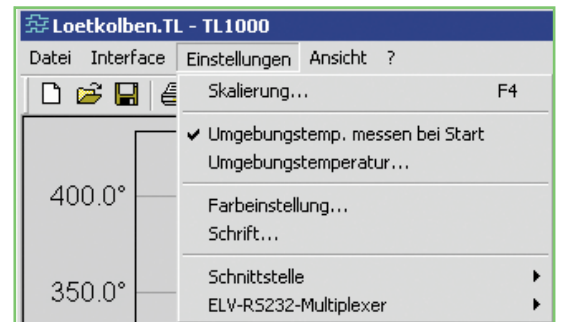 Loetkolben.TL - TL1000
Datei Interface Einstellungen Ansicht ?
Skalierung... F4
Umgebungstemp. messen bei Start
Umgebungstemperatur...
400.0°
Farbeinstellung...
Schrift...
Schnittstelle
350.0°
ELV-RS232-Multiplexer